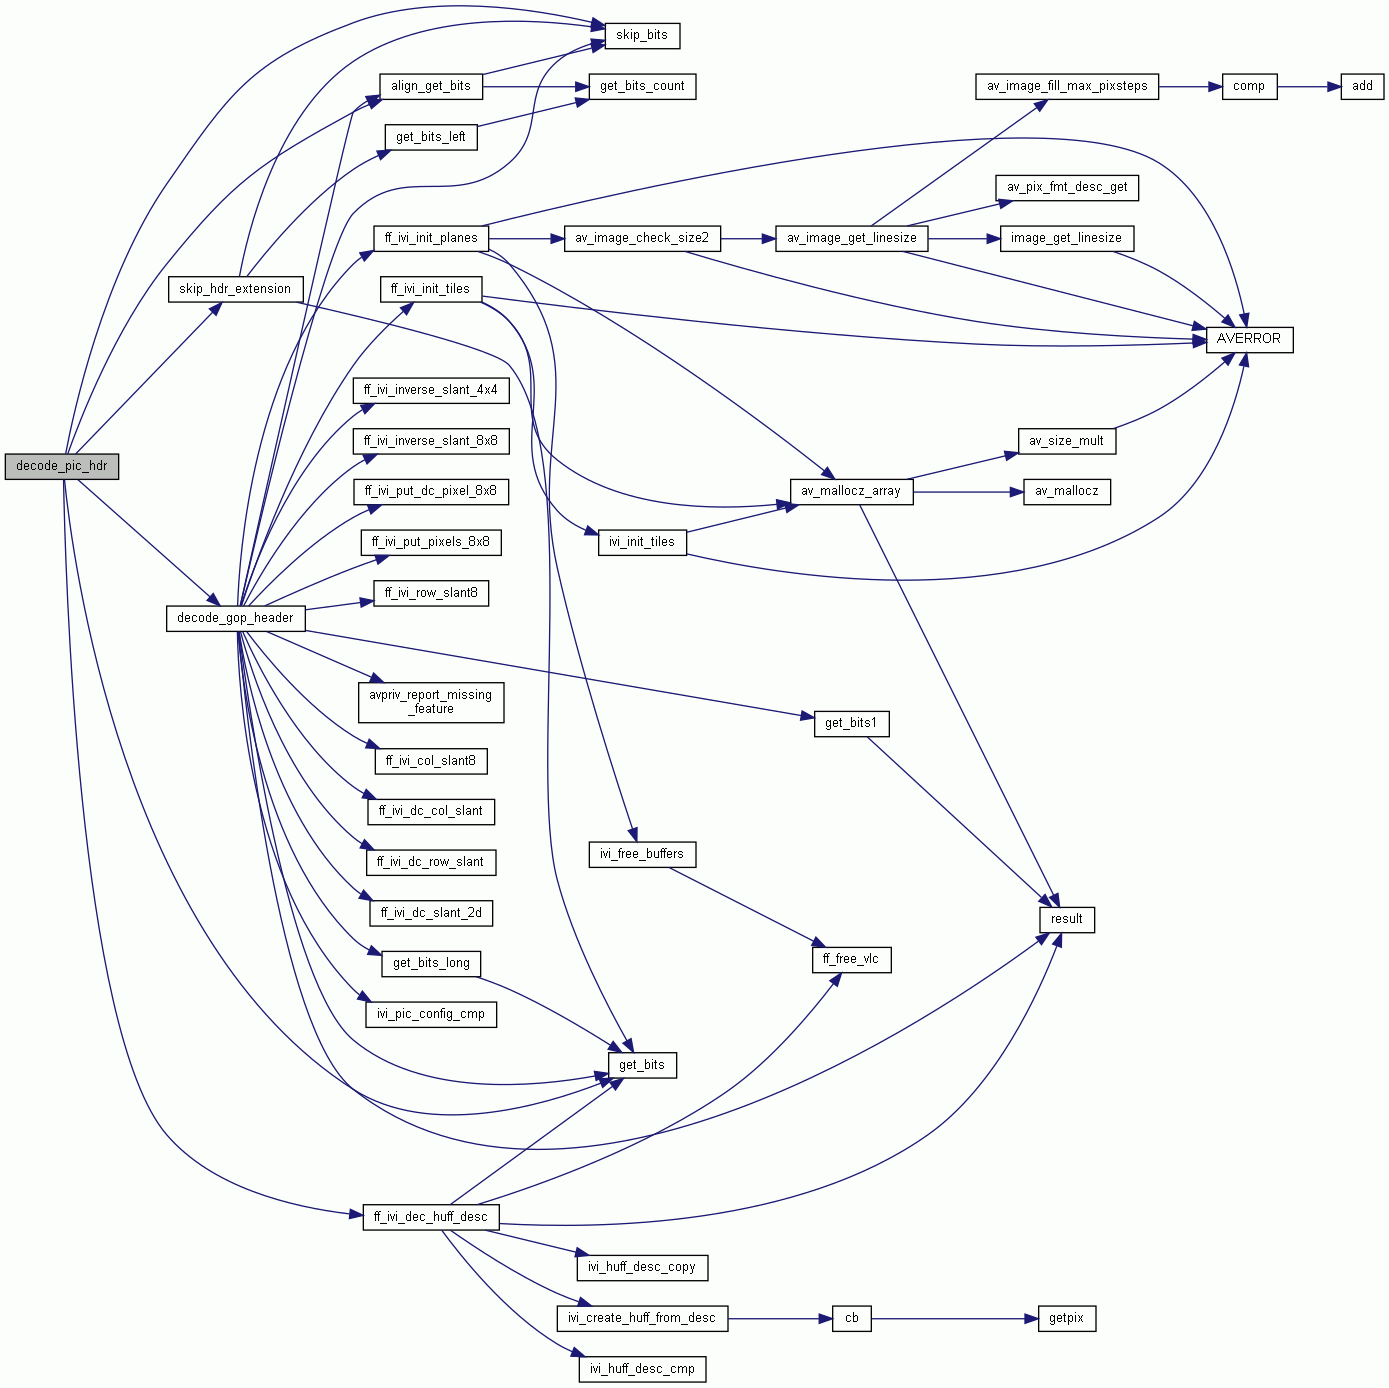 skip_bits
align_get_bits
get_bits_count
av_image_fill_max_pixsteps
comp
add
get_bits_left
av_pix_fmt_desc_get
ff_ivi_init_planes
av_image_check_size2
av_image_get_linesize
image_get_linesize
skip_hdr_extension
ff_ivi_init_tiles
AVERROR
ff_ivi_inverse_slant_4x4
ff_ivi_inverse_slant_8x8
av_size_mult
decode_pic_hdr
ff_ivi_put_dc_pixel_8x8
av_mallocz_array
av_mallocz
ff_ivi_put_pixels_8x8
ivi_init_tiles
ff_ivi_row_slant8
decode_gop_header
avpriv_report_missing
_feature
get_bits1
ff_ivi_col_slant8
ff_ivi_dc_col_slant
ff_ivi_dc_row_slant
ivi_free_buffers
ff_ivi_dc_slant_2d
result
get_bits_long
ff_free_vlc
ivi_pic_config_cmp
get_bits
ff_ivi_dec_huff_desc
ivi_huff_desc_copy
ivi_create_huff_from_desc
cb
getpix
ivi_huff_desc_cmp